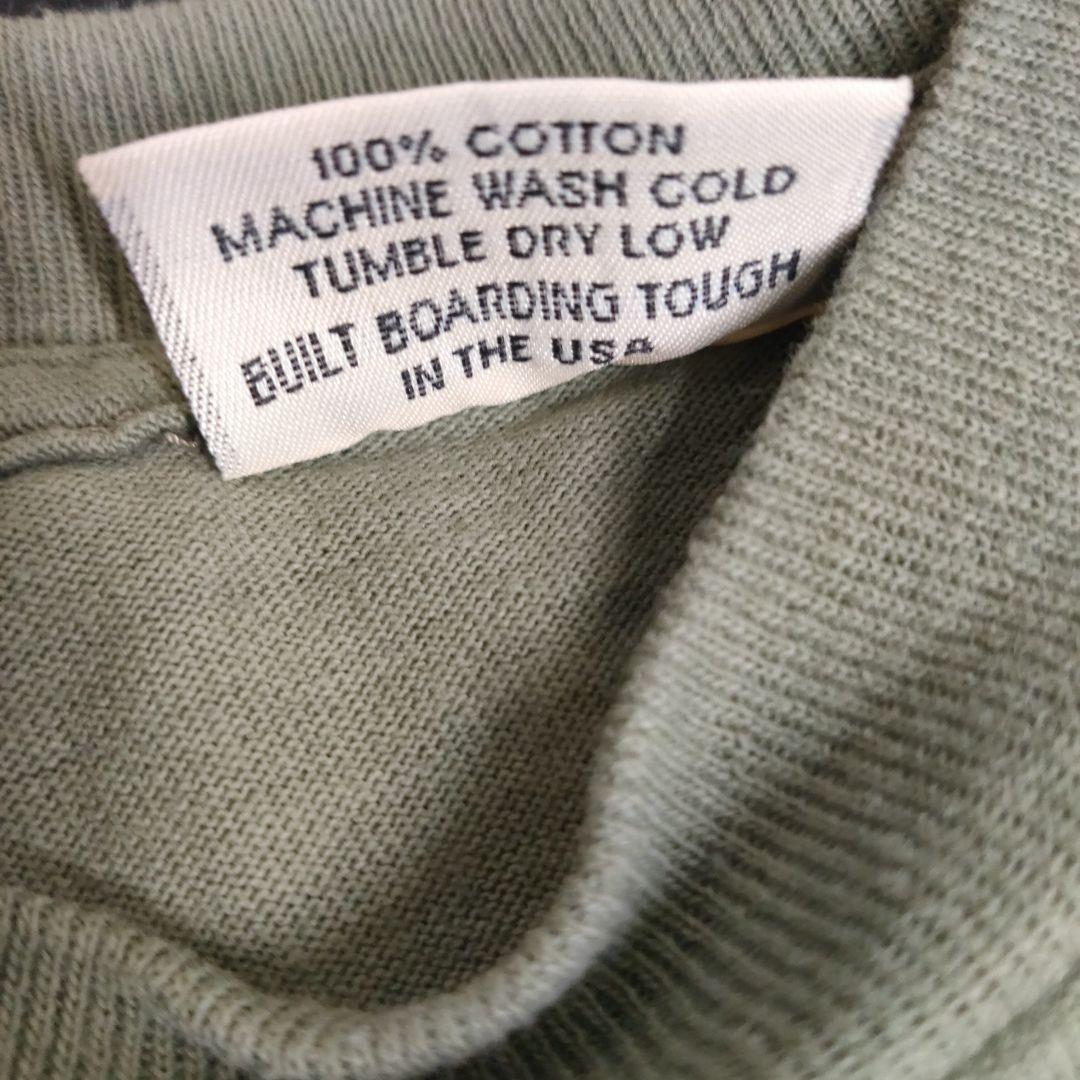 100% COTTON
MACHINE WASH COLD
TUMBLE DRY LOW
BUILT BOARDING TOUGH
IN THE USA